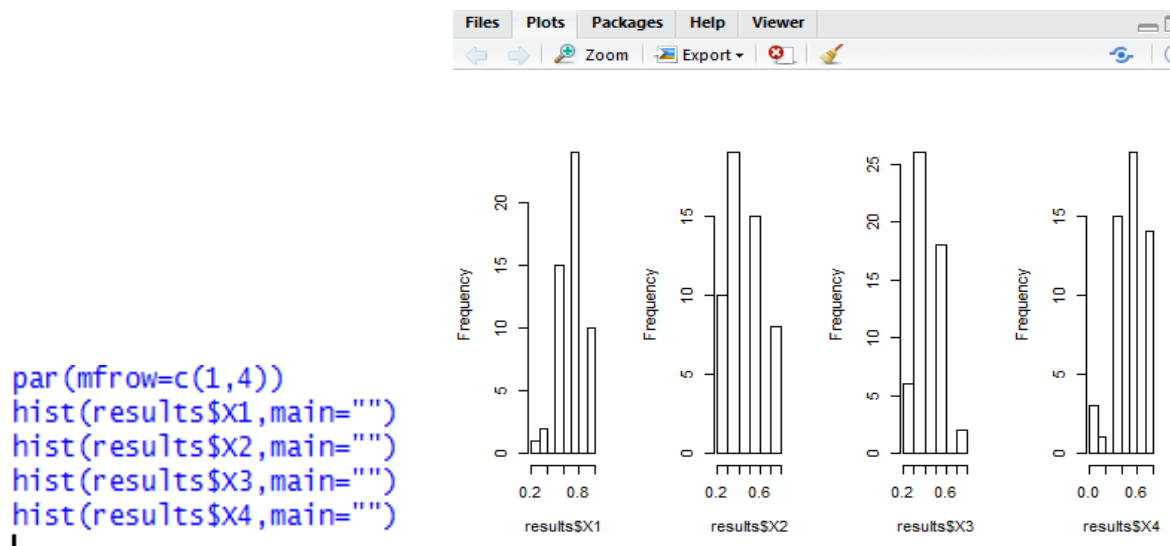 Files Plots Packages Help Viewer
Zoom Export
par(mfrow=c(1,4))
hist(results$X1,main="")
hist(results$X2,main="")
hist(results$X3,main="")
hist(results$X4,main="")
Frequency
0 5 10 15 20
0.2 0.8
results$X1
Frequency
0 5 10 15
0.2 0.6
results$X2
Frequency
0 5 10 15 20 25
0.2 0.6
results$X3
Frequency
0 5 10 15
0.0 0.6
results$X4